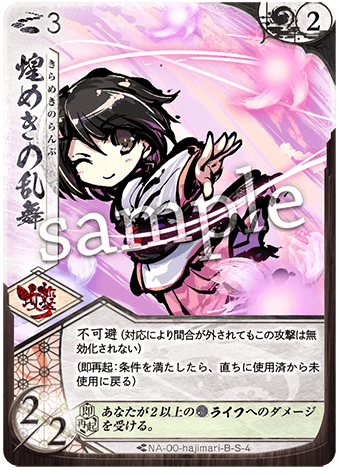 3
2
煌めきの乱舞
きらめきのらんぶ
sample
不可避（対応により間合が外されてもこの攻撃は無
効化されない）
（即再起：条件を満たしたら、直ちに使用済から未
使用に戻る）
2/2
即再起 あなたが２以上のライフへのダメージ
を受ける。
NA-00-hajimari-B-S-4